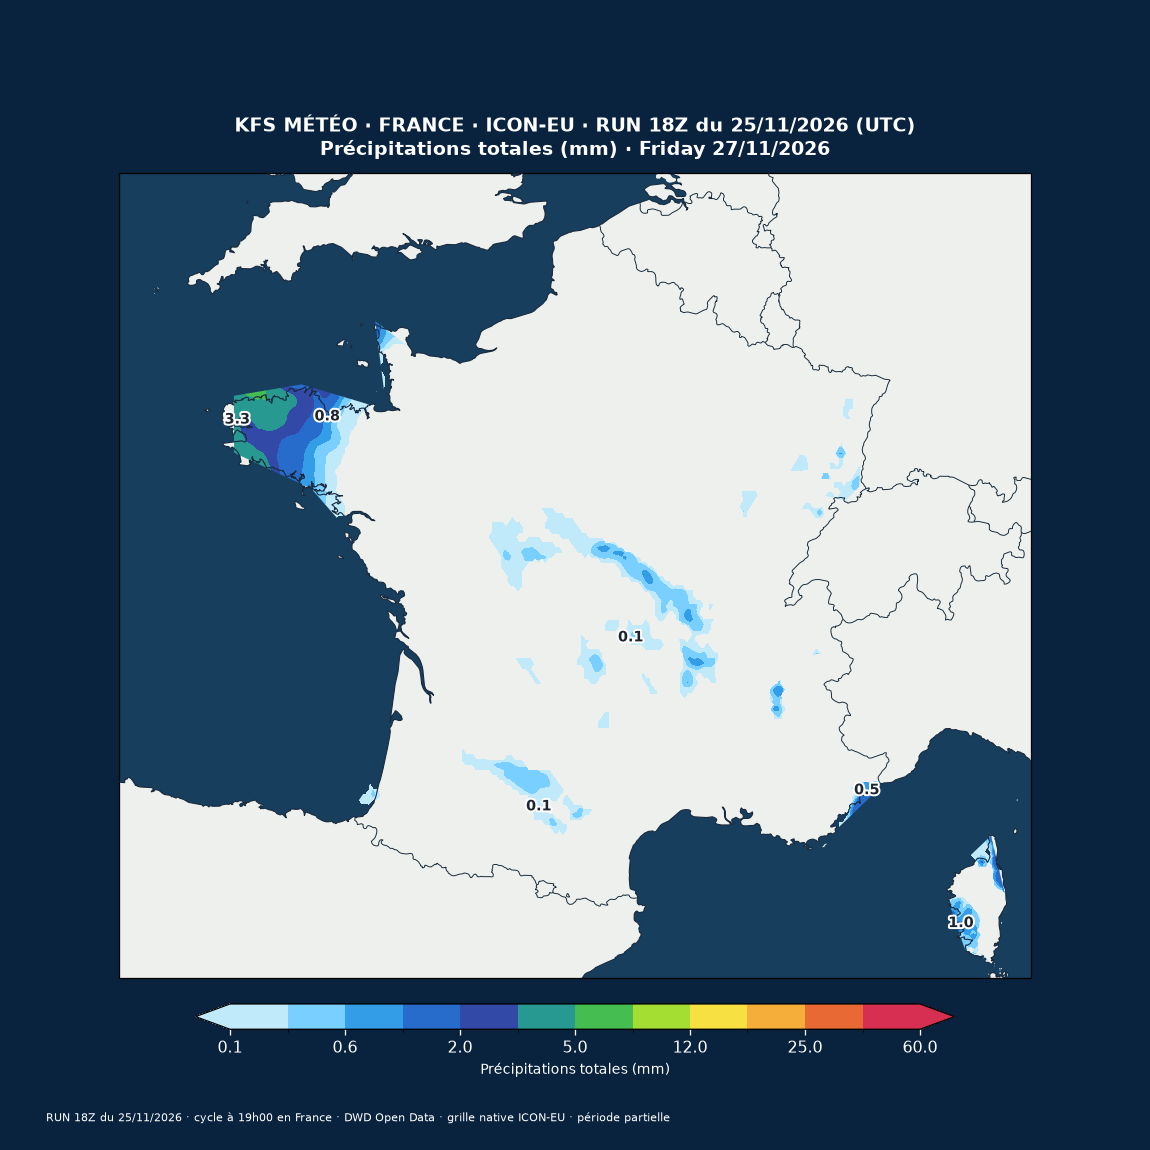 KFS MÉTÉO · FRANCE · ICON-EU · RUN 18Z du 25/11/2026 (UTC)
Précipitations totales (mm) · Friday 27/11/2026
3.3
0.8
0.1
0.5
0.1
1.0
0.1 0.6 2.0 5.0 12.0 25.0 60.0
Précipitations totales (mm)
RUN 18Z du 25/11/2026 · cycle à 19h00 en France · DWD Open Data · grille native ICON-EU · période partielle